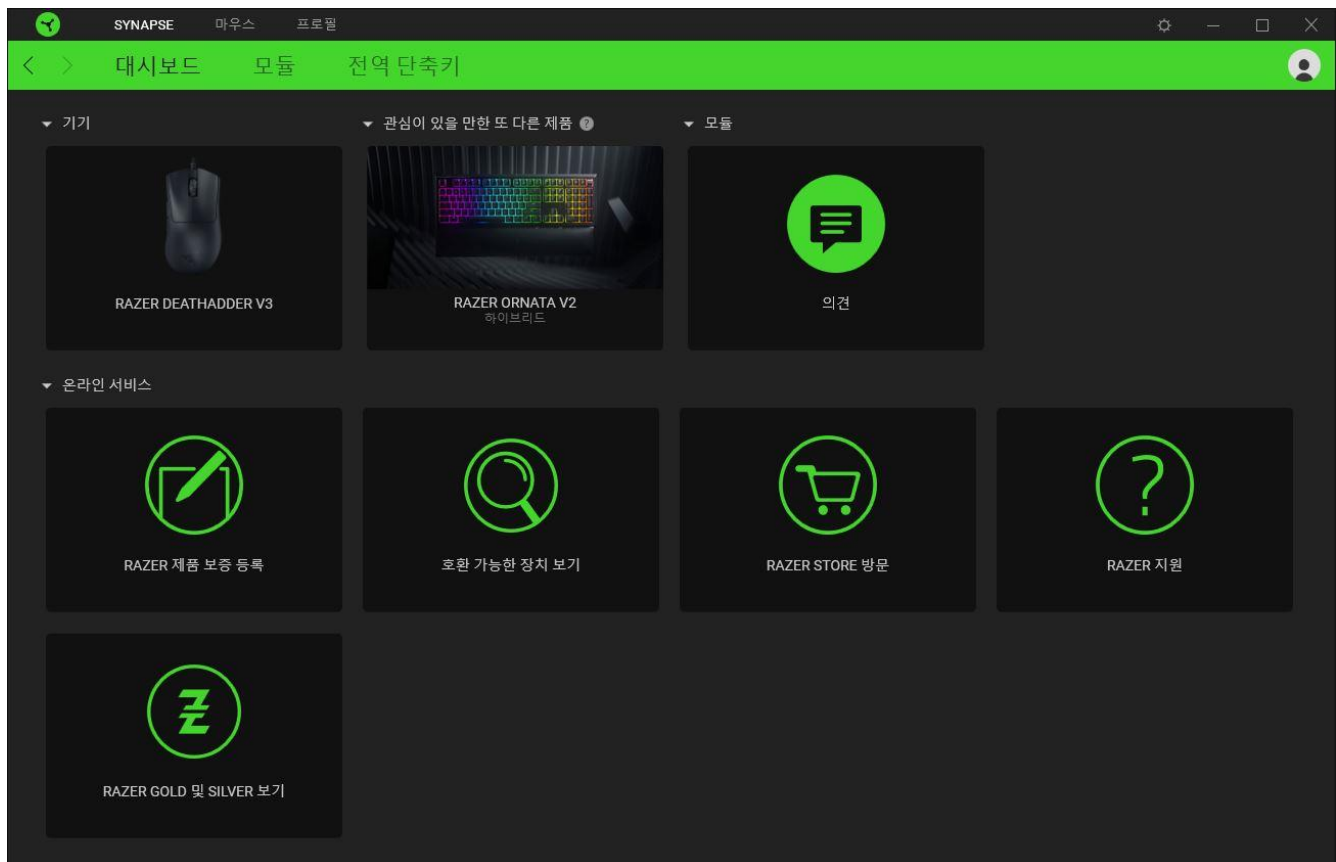 SYNAPSE 마우스 프로필
대시보드 모듈 전역 단축키
기기
관심이 있을 만한 또 다른 제품 ?
모듈
RAZER DEATHADDER V3
RAZER ORNATA V2
하이브리드
의견
온라인 서비스
RAZER 제품 보증 등록
호환 가능한 장치 보기
RAZER STORE 방문
RAZER 지원
RAZER GOLD 및 SILVER 보기